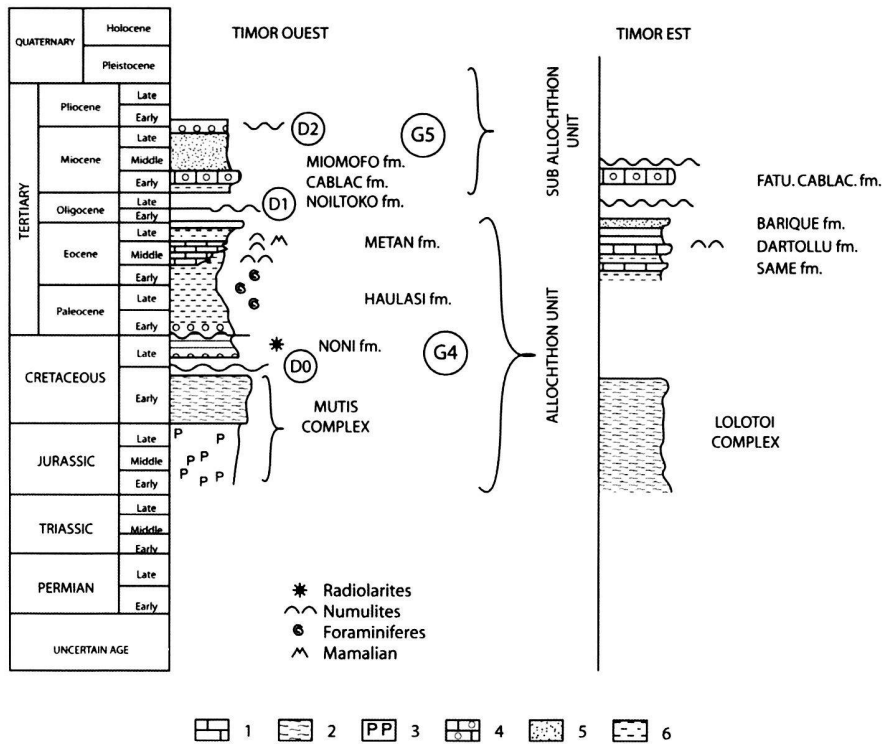 TIMOR OUEST
TIMOR EST
QUATERNARY
Holocene
Pleistocene
TERTIARY
Pliocene
Late
Early
Miocene
Late
Middle
Early
Oligocene
Late
Early
Eocene
Late
Middle
Early
Paleocene
Late
Early
CRETACEOUS
Late
Early
JURASSIC
Late
Middle
Early
TRIASSIC
Late
Middle
Early
PERMIAN
Late
Early
UNCERTAIN AGE
D2
MIOMOFO fm.
CABLAC fm.
NOILTOKO fm.
D1
METAN fm.
HAULASI fm.
NONI fm.
D0
MUTIS
COMPLEX
P P
P
P P
P
P P
G5
G4
SUB ALLOCHTHON
UNIT
ALLOCHTHON UNIT
FATU. CABLAC. fm.
BARIQUE fm.
DARTOLLU fm.
SAME fm.
LOLOTOI
COMPLEX
Radiolarites
Numulites
Foraminiferes
Mamalian
1
2
PP 3
4
5
6